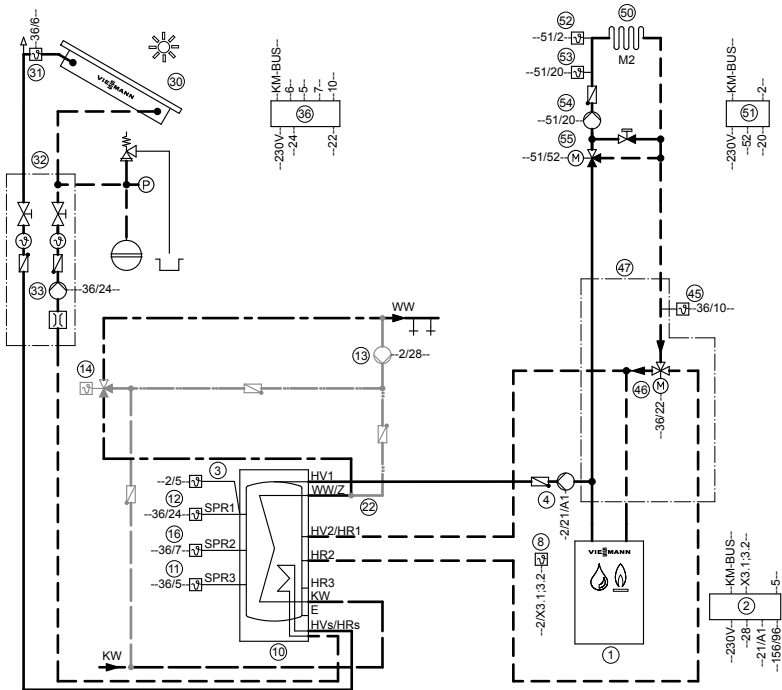 --36/6--
31
VIESMANN
30
--KM-BUS--
--6--
--5--
--7--
--10--
36
--230V--
--24--
--22--
52
--51/2--
50
M2
53
--51/20--
54
--51/20--
55
M
--51/52--
--KM-BUS--
--2--
51
--230V--
--52--
--20--
32
P
33
--36/24--
47
45
--36/10--
46
M
--36/22--
WW
13
--2/28--
14
3
--2/5--
12
--36/24--
SPR1
16
--36/7--
SPR2
11
--36/5--
SPR3
HV1
WW/Z
22
HV2/HR1
HR2
HR3
KW
E
HVs/HRs
10
KW
4
--2/21/A1--
8
--2/X3.1;3.2--
VIESMANN
1
--KM-BUS--
--X3.1;3.2--
--5--
2
--230V--
--28--
--21/A1--
--156/96--